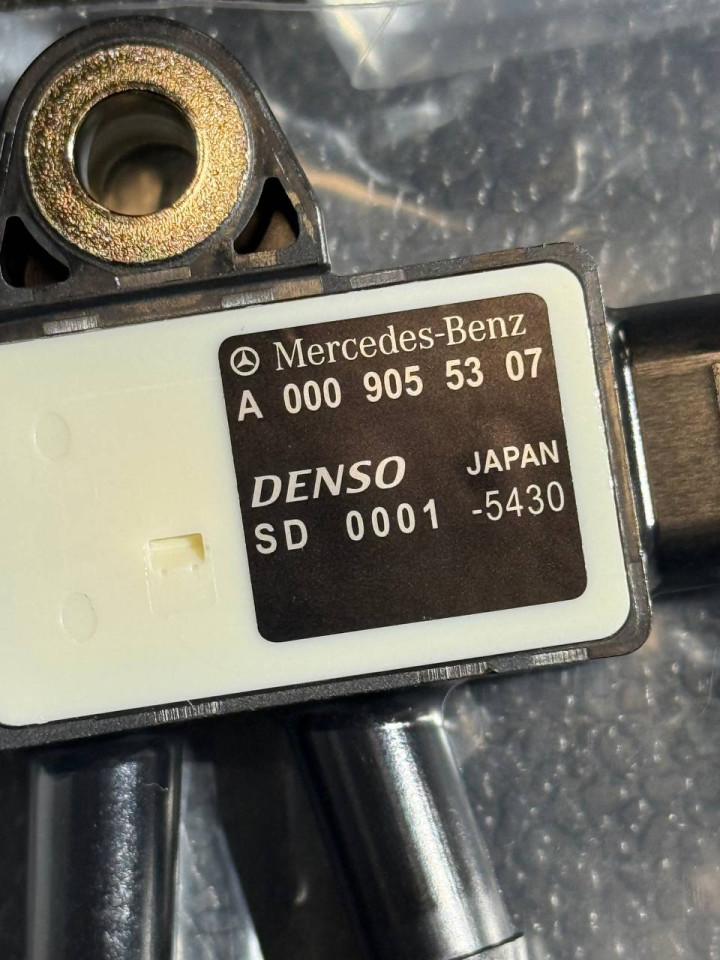 Mercedes-Benz
A 000 905 53 07
DENSO JAPAN
SD 0001 -5430